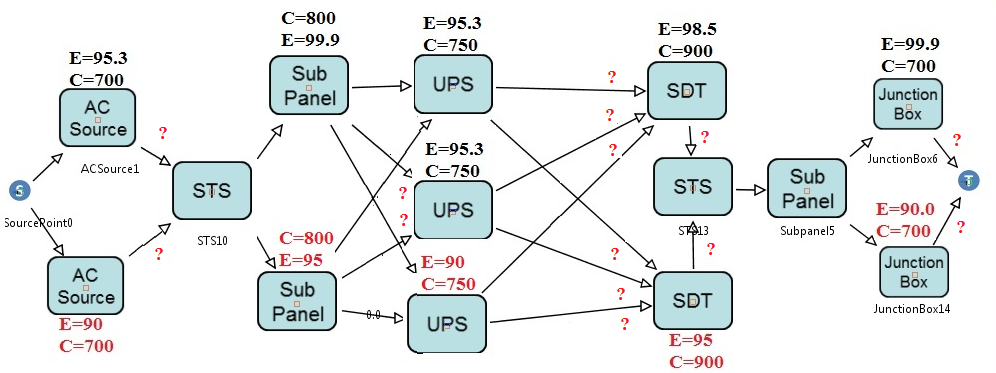 E=95.3
C=700
AC
Source
ACSource1
?
S
SourcePoint0
AC
Source
E=90
C=700
?
STS
STS10
C=800
E=99.9
Sub
Panel
C=800
E=95
Sub
Panel
E=95.3
C=750
UPS
E=95.3
C=750
UPS
?
?
E=90
C=750
UPS
0.0
?
?
?
?
?
?
E=98.5
C=900
SDT
?
STS
STS13
?
SDT
E=95
C=900
Sub
Panel
Subpanel5
E=99.9
C=700
Junction
Box
JunctionBox6
?
T
E=90.0
C=700
?
Junction
Box
JunctionBox14